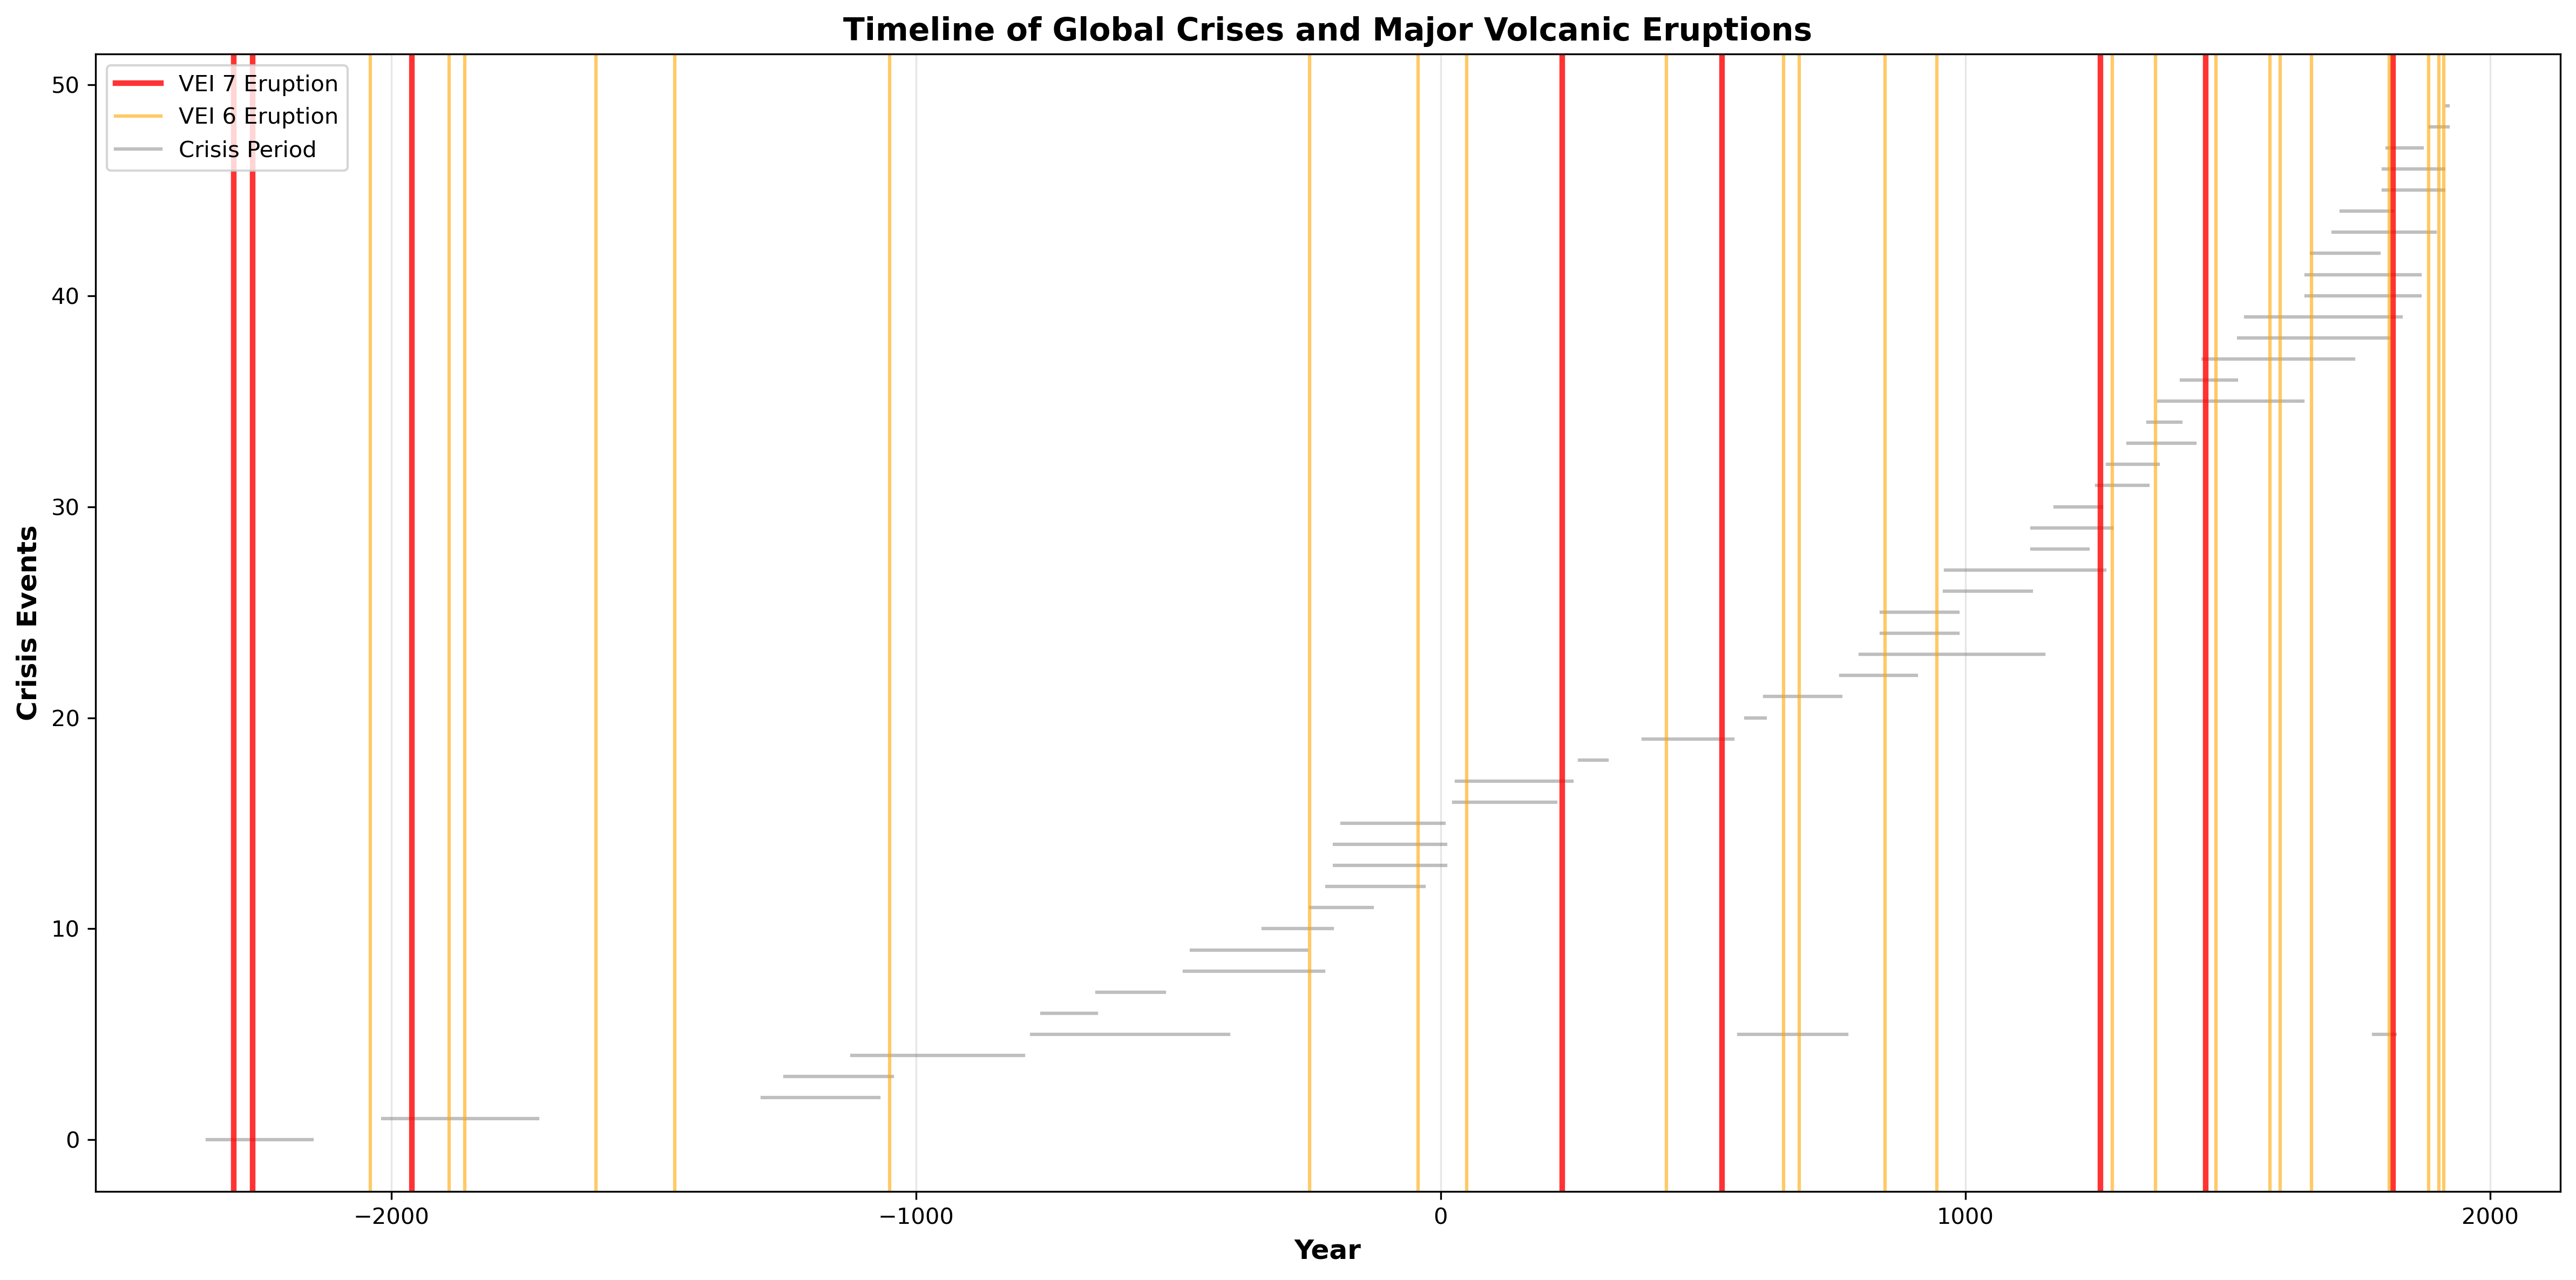 Timeline of Global Crises and Major Volcanic Eruptions
VEI 7 Eruption
VEI 6 Eruption
Crisis Period
50
40
30
20
10
0
Crisis Events
−2000
−1000
0
1000
2000
Year